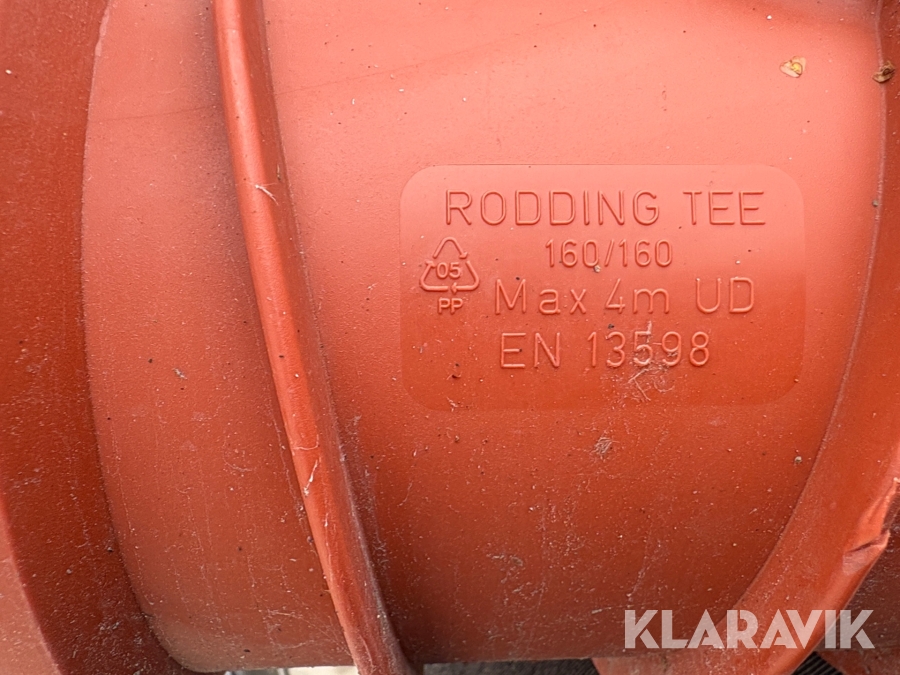 RODDING TEE
160/160
05
PP
Max 4m UD
EN 13598
KLARAVIK